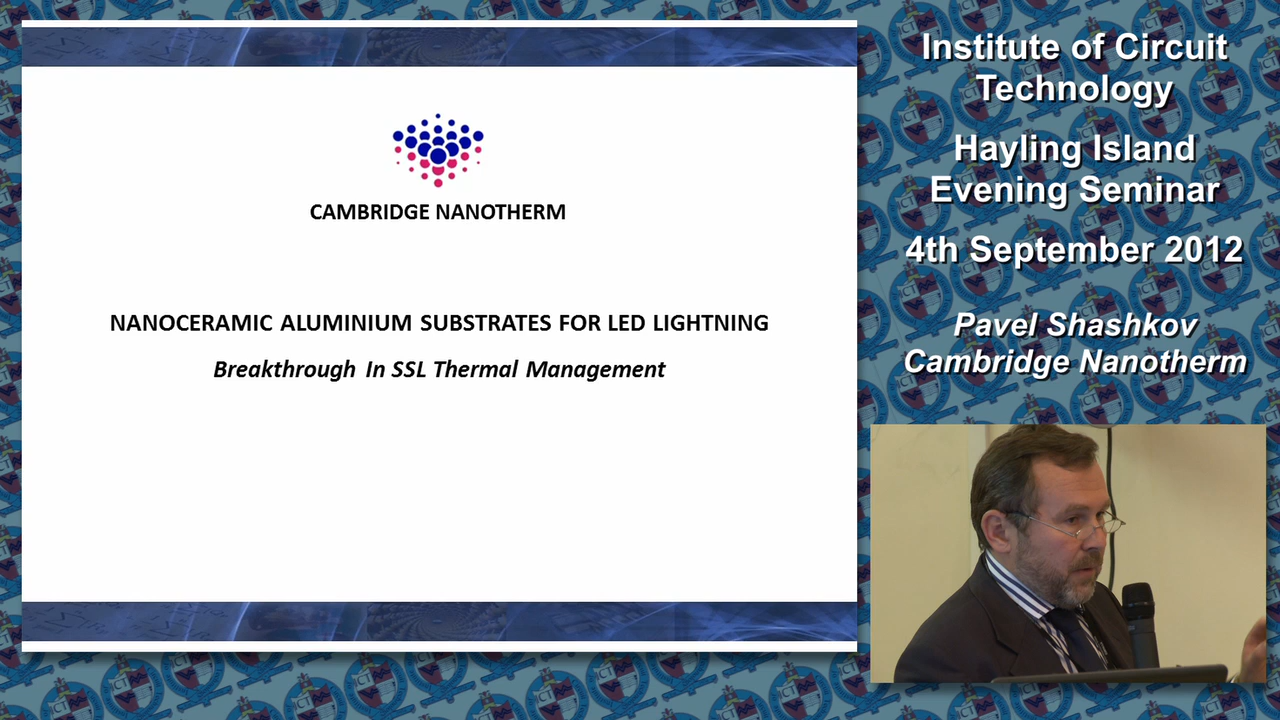 CAMBRIDGE NANOTHERM
NANOCERAMIC ALUMINIUM SUBSTRATES FOR LED LIGHTNING
Breakthrough In SSL Thermal Management
Institute of Circuit
Technology
Hayling Island
Evening Seminar
4th September 2012
Pavel Shashkov
Cambridge Nanotherm